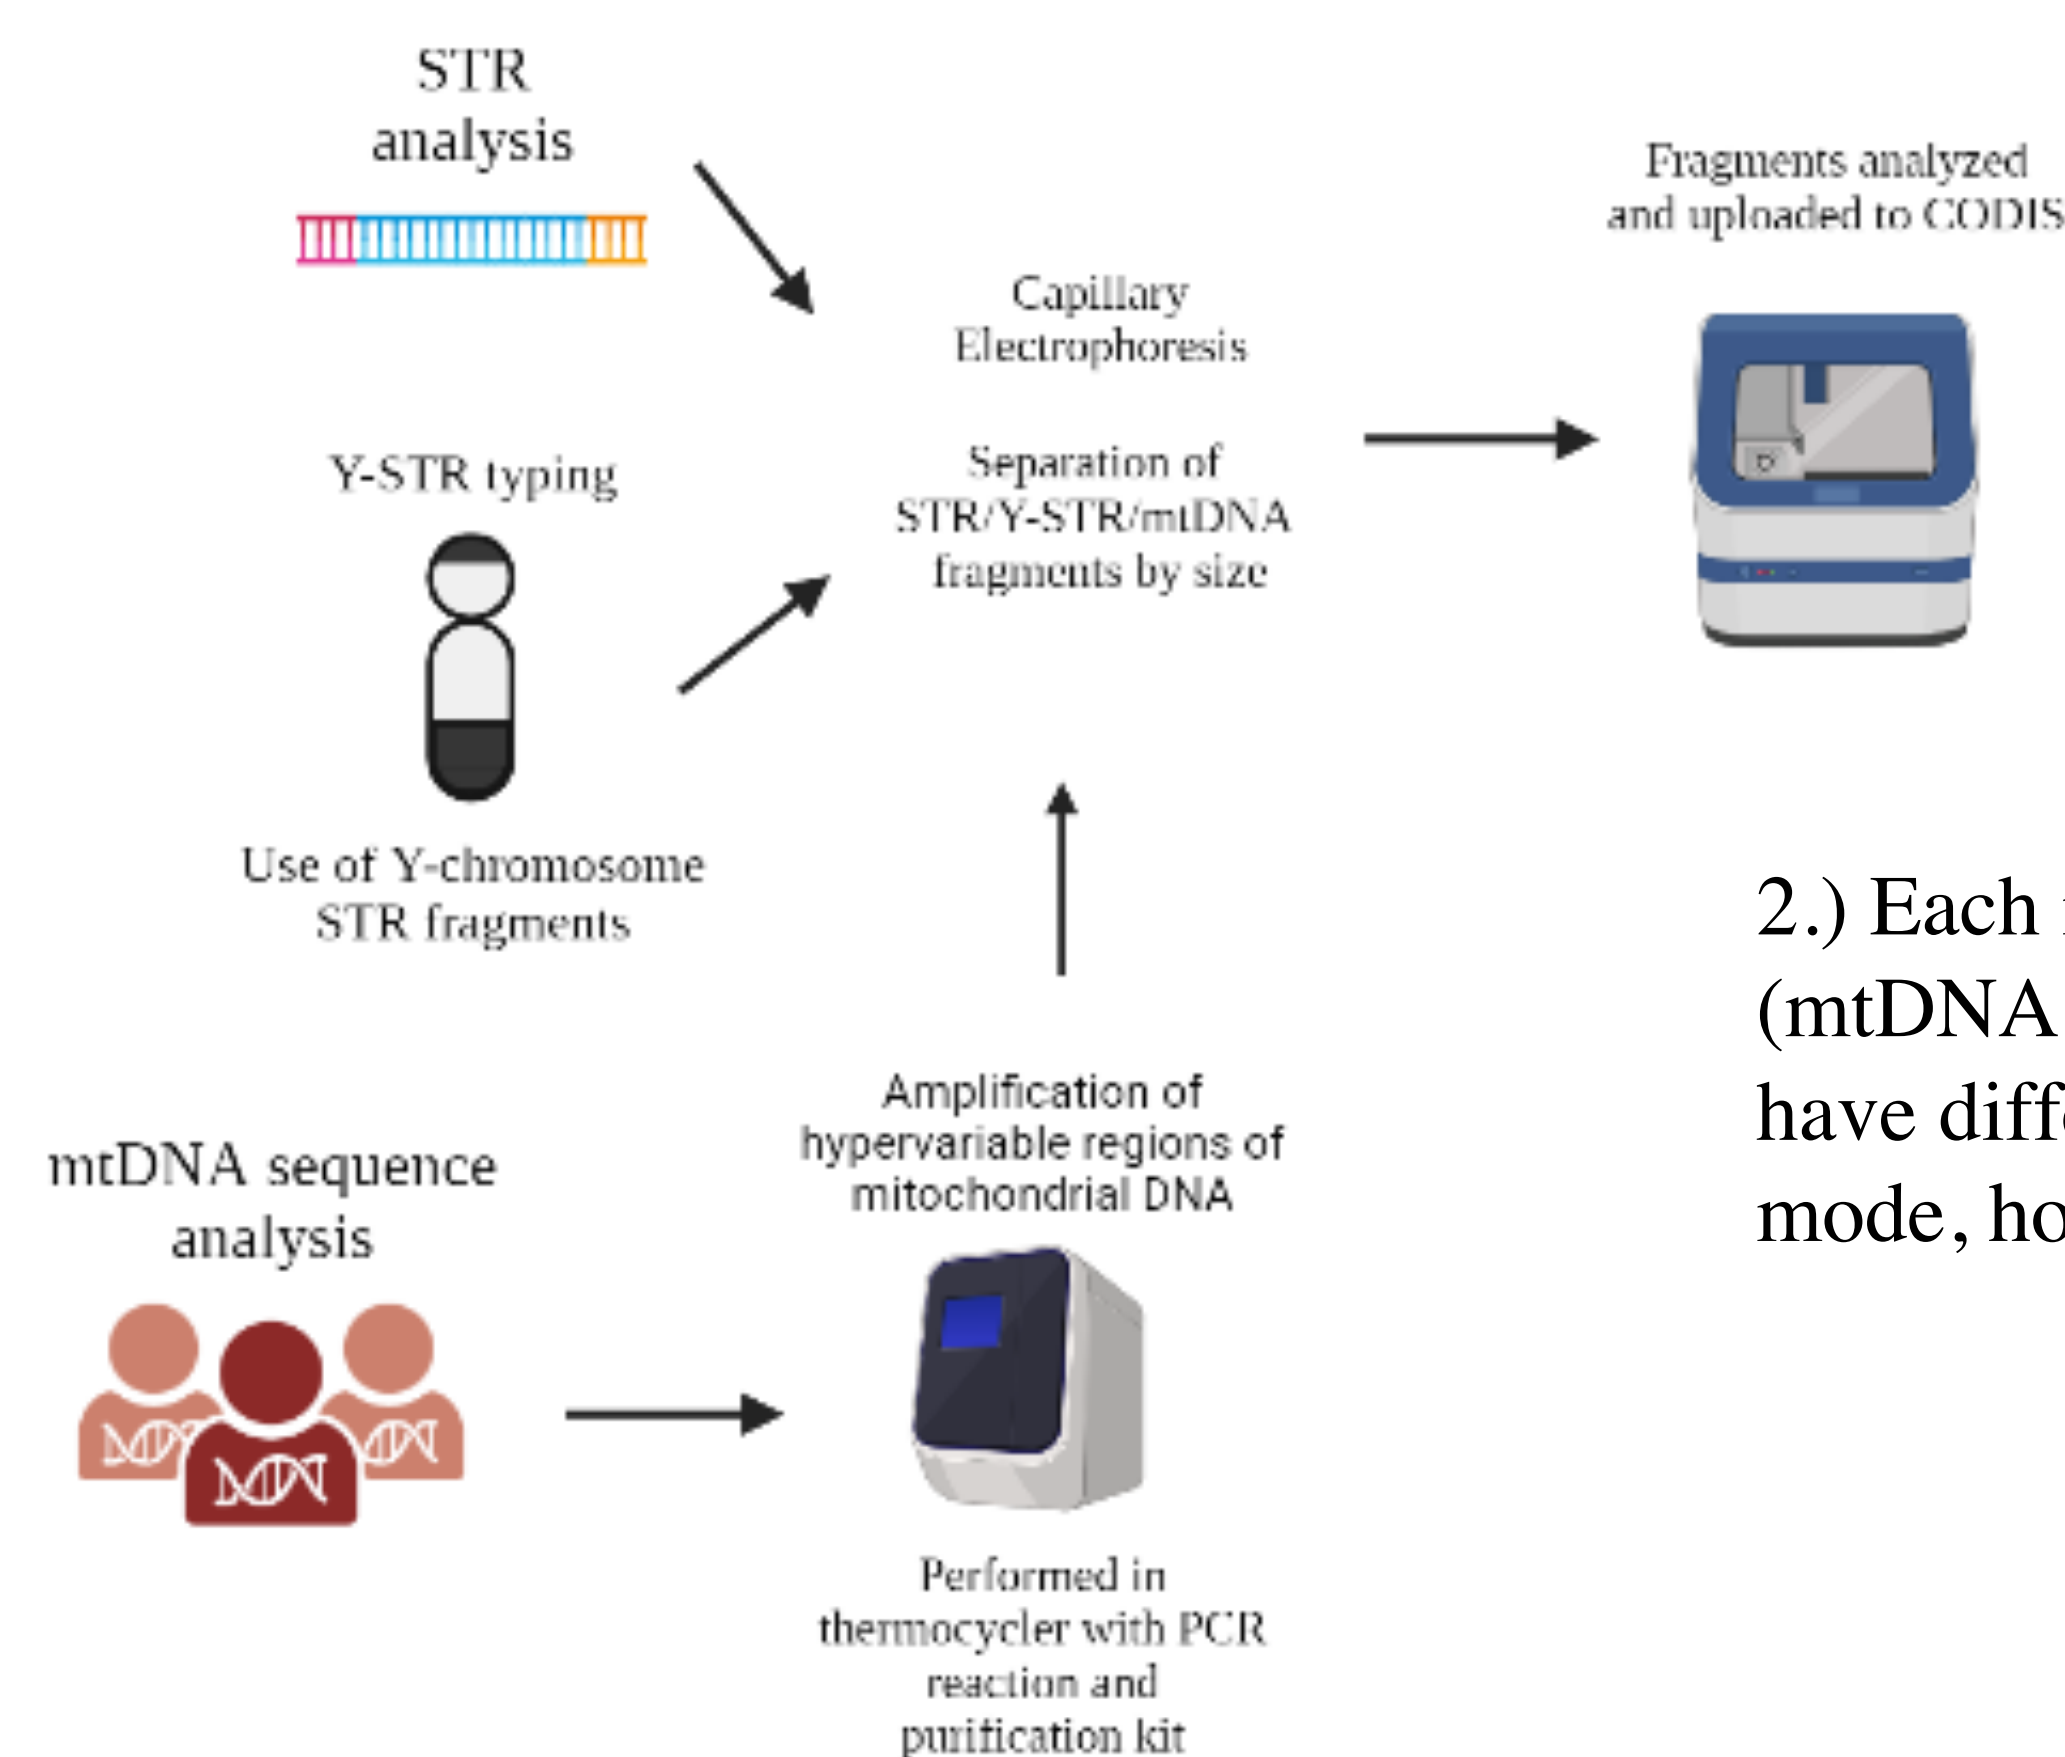 STR
analysis
Y-STR typing
Use of Y-chromosome
STR fragments
mtDNA sequence
analysis
Capillary
Electrophoresis
Separation of
STR/Y-STR/mtDNA
fragments by size
Amplification of
hypervariable regions of
mitochondrial DNA
Performed in
thermocycler with PCR
reaction and
purification kit
Fragments analyzed
and uploaded to CODIS
2.) Each
(mtDNA
have
mode,